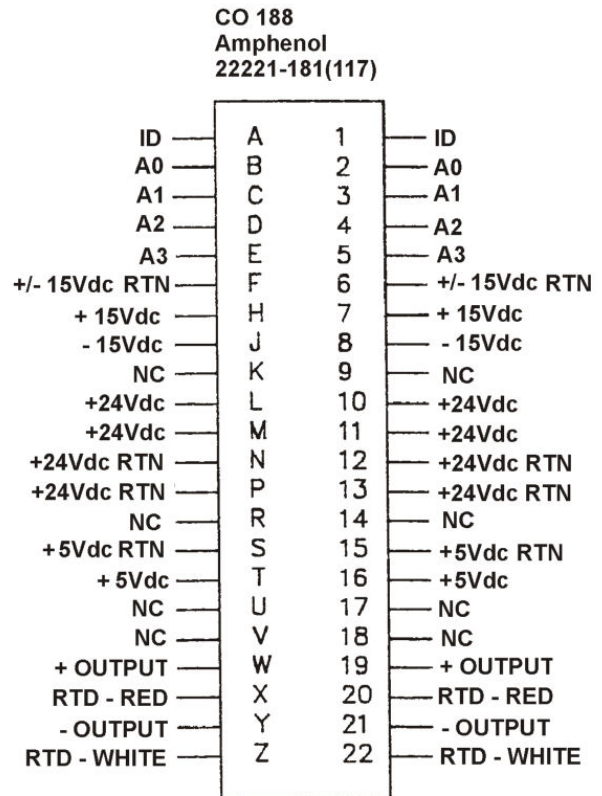 CO 188
Amphenol
22221-181(117)
ID A 1 ID
A0 B 2 A0
A1 C 3 A1
A2 D 4 A2
A3 E 5 A3
+/- 15Vdc RTN F 6 +/- 15Vdc RTN
+ 15Vdc H 7 + 15Vdc
- 15Vdc J 8 - 15Vdc
NC K 9 NC
+24Vdc L 10 +24Vdc
+24Vdc M 11 +24Vdc
+24Vdc RTN N 12 +24Vdc RTN
+24Vdc RTN P 13 +24Vdc RTN
NC R 14 NC
+5Vdc RTN S 15 +5Vdc RTN
+ 5Vdc T 16 +5Vdc
NC U 17 NC
NC V 18 NC
+ OUTPUT W 19 + OUTPUT
RTD - RED X 20 RTD - RED
- OUTPUT Y 21 - OUTPUT
RTD - WHITE Z 22 RTD - WHITE